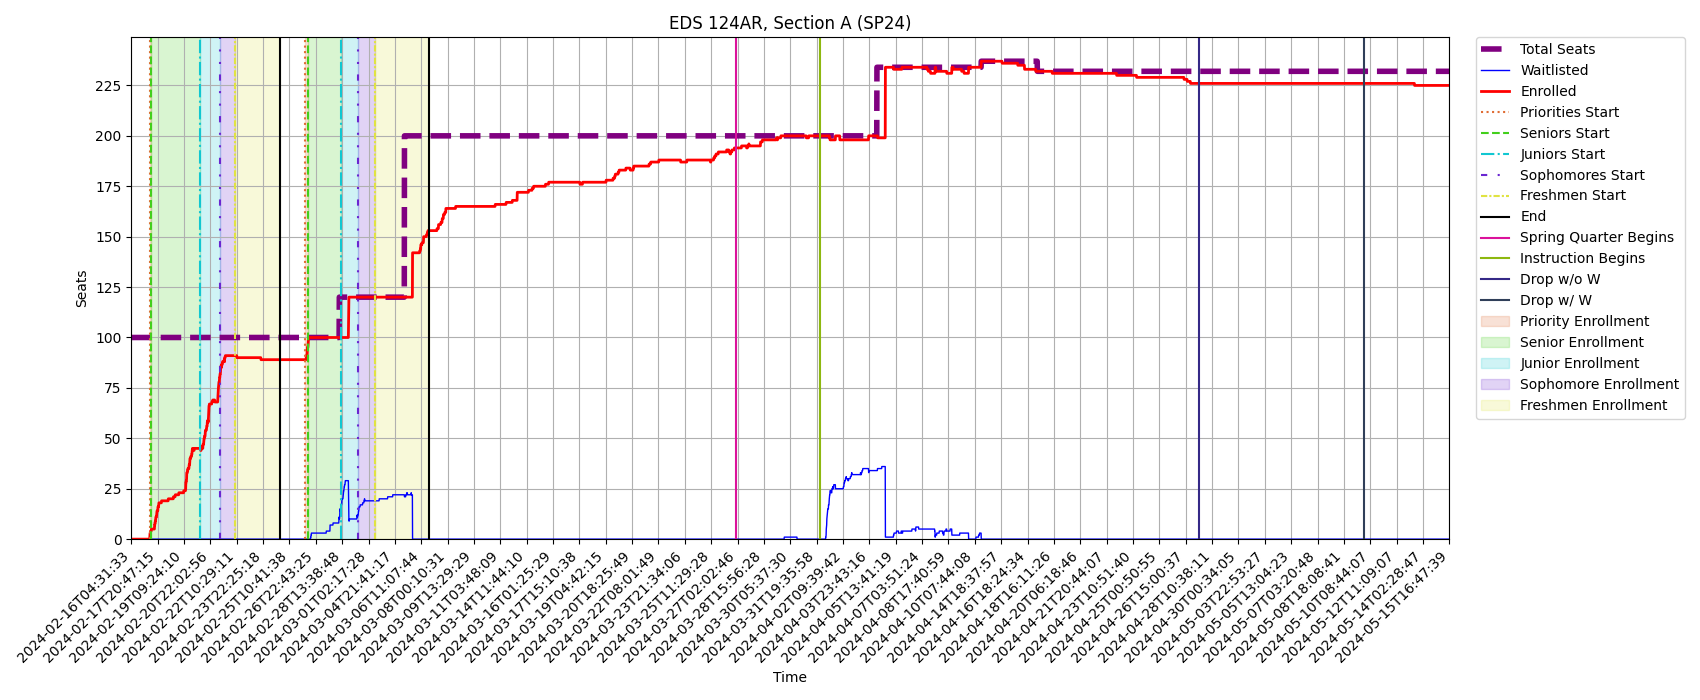 EDS 124AR, Section A (SP24)
Seats
225
200
175
150
125
100
75
50
25
0
2024-02-16T04:31:33
2024-02-17T20:47:15
2024-02-19T09:24:10
2024-02-20T22:02:56
2024-02-22T10:29:11
2024-02-23T22:25:18
2024-02-25T10:41:38
2024-02-26T22:43:25
2024-02-28T13:38:48
2024-03-01T02:17:28
2024-03-04T21:41:17
2024-03-06T11:07:44
2024-03-08T00:10:31
2024-03-09T13:29:29
2024-03-11T03:48:09
2024-03-14T11:44:10
2024-03-16T01:25:29
2024-03-17T15:10:38
2024-03-19T04:42:15
2024-03-20T18:25:49
2024-03-22T08:01:49
2024-03-23T21:34:06
2024-03-25T11:29:28
2024-03-27T02:02:46
2024-03-28T15:56:28
2024-03-30T05:37:30
2024-03-31T19:35:58
2024-04-02T09:39:42
2024-04-03T23:43:16
2024-04-05T13:41:19
2024-04-07T03:51:24
2024-04-08T17:40:59
2024-04-10T07:44:08
2024-04-14T18:37:57
2024-04-16T18:24:34
2024-04-18T16:11:26
2024-04-20T06:18:46
2024-04-21T20:44:07
2024-04-23T10:51:40
2024-04-25T00:50:55
2024-04-26T15:00:37
2024-04-28T10:38:11
2024-04-30T00:34:05
2024-05-03T22:53:27
2024-05-05T13:04:23
2024-05-07T03:20:48
2024-05-08T18:08:41
2024-05-10T08:44:07
2024-05-12T11:09:07
2024-05-14T02:28:47
2024-05-15T16:47:39
Time
Total Seats
Waitlisted
Enrolled
Priorities Start
Seniors Start
Juniors Start
Sophomores Start
Freshmen Start
End
Spring Quarter Begins
Instruction Begins
Drop w/o W
Drop w/ W
Priority Enrollment
Senior Enrollment
Junior Enrollment
Sophomore Enrollment
Freshmen Enrollment